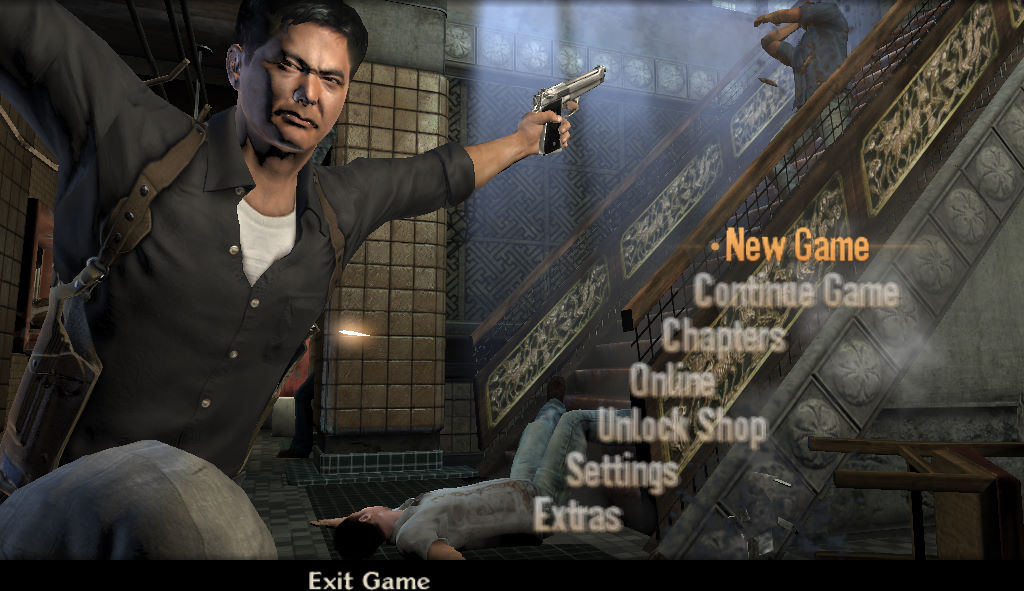 New Game
Continue Game
Chapters
Online
Unlock Shop
Settings
Extras
Exit Game